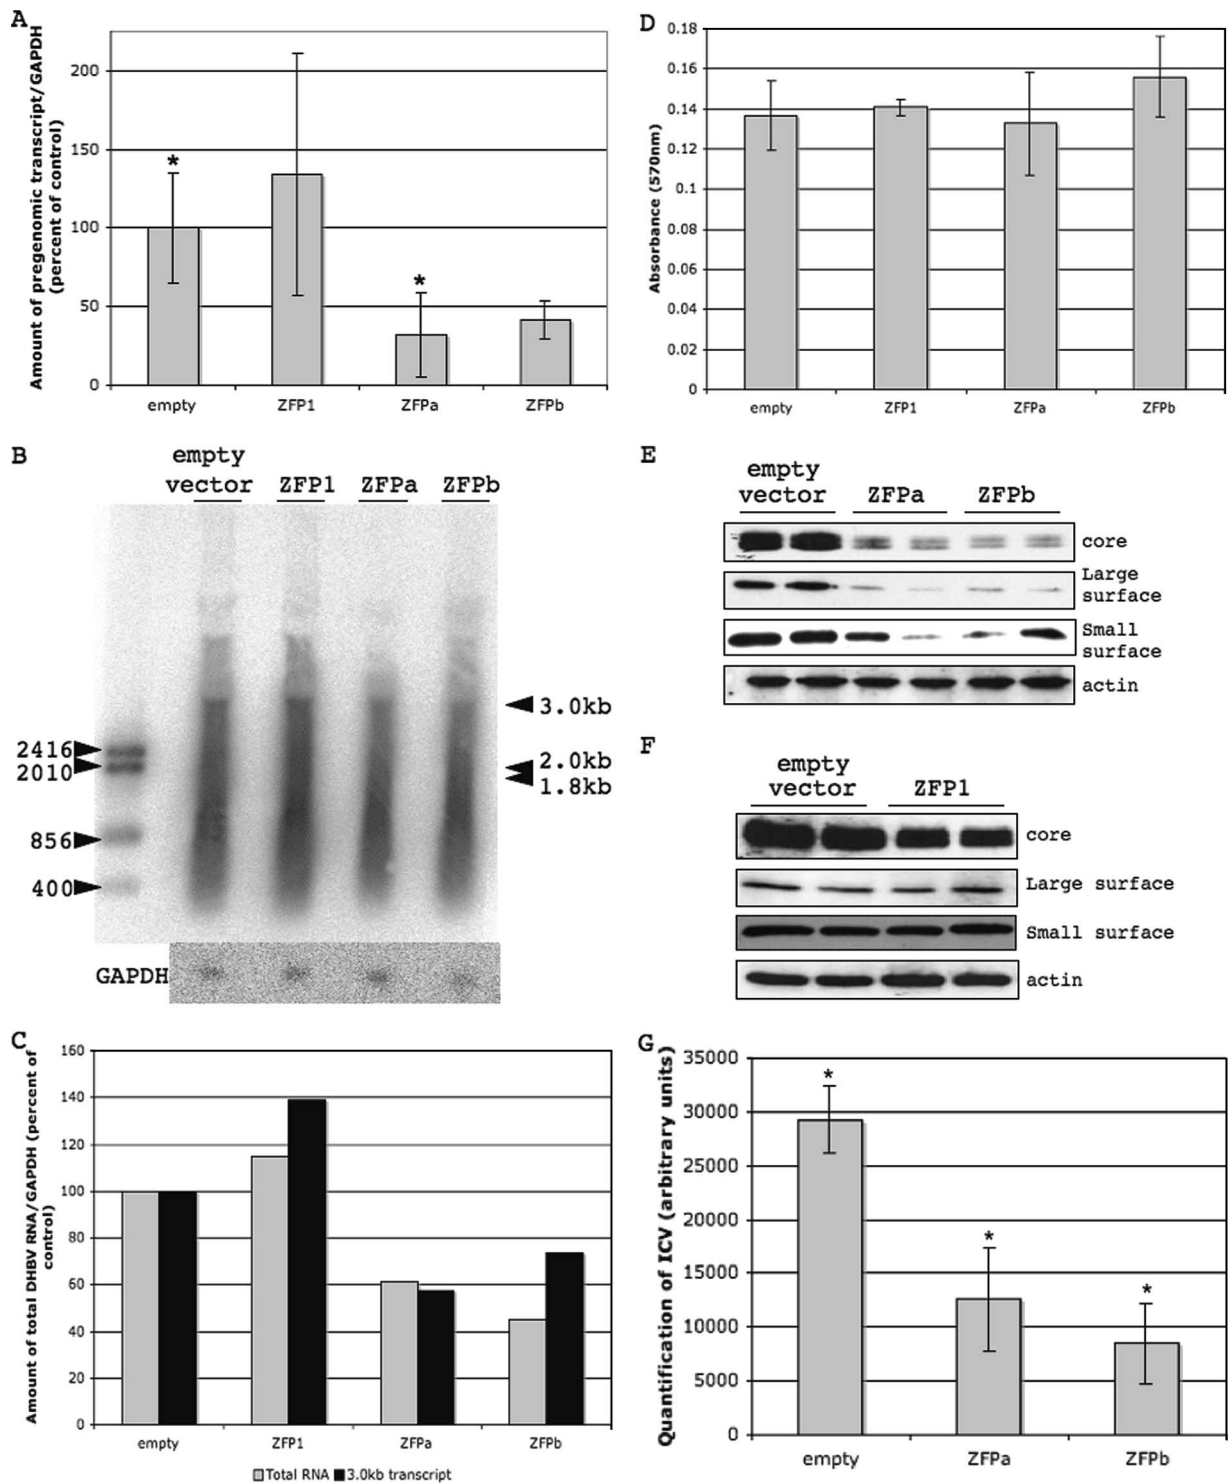 A
Amount of pregenomic transcript/GAPDH
(percent of control)
200
150
100
50
0
*
*
empty ZFP1 ZFPa ZFPb
B
empty
vector ZFP1 ZFPa ZFPb
2416
2010
856
400
3.0kb
2.0kb
1.8kb
GAPDH
C
Amount of total DHBV RNA/GAPDH (percent of
control)
160
140
120
100
80
60
40
20
0
empty ZFP1 ZFPa ZFPb
Total RNA 3.0kb transcript
D
Absorbance (570nm)
0.18
0.16
0.14
0.12
0.1
0.08
0.06
0.04
0.02
0
empty ZFP1 ZFPa ZFPb
E
empty
vector ZFPa ZFPb
core
Large
surface
Small
surface
actin
F
empty
vector ZFP1
core
Large surface
Small surface
actin
G
Quantification of ICV (arbitrary units)
35000
30000
25000
20000
15000
10000
5000
0
*
*
*
empty ZFPa ZFPb